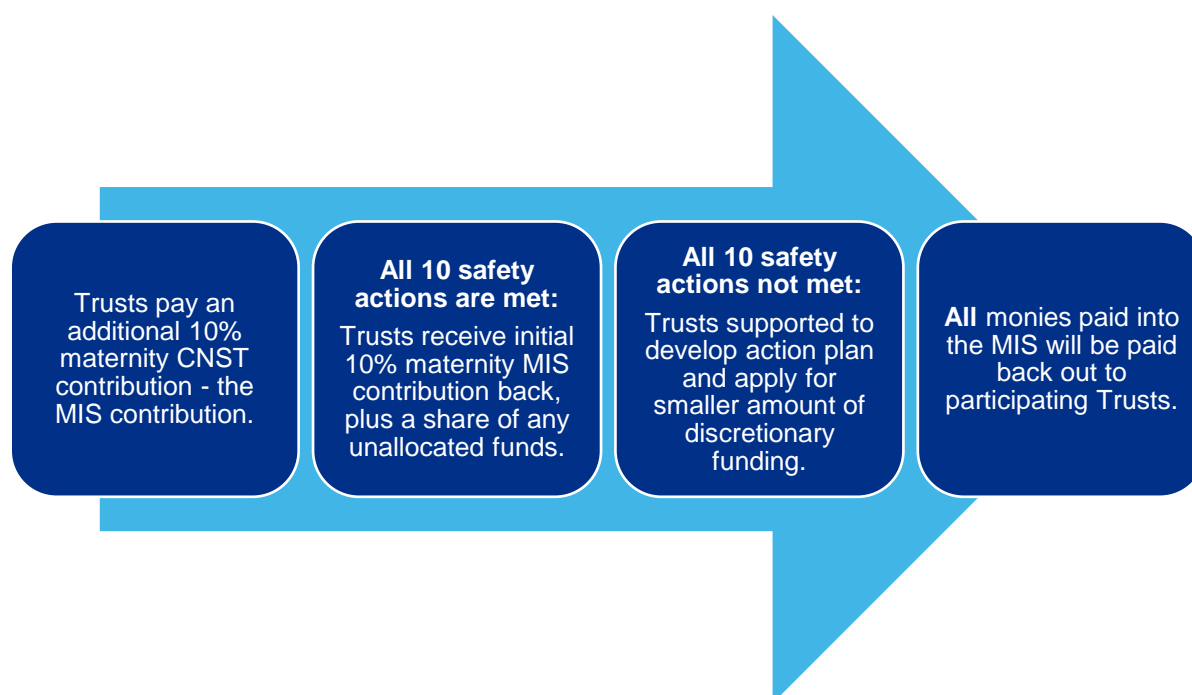 Trusts pay an
additional 10%
maternity CNST
contribution - the
MIS contribution.
All 10 safety
actions are met:
Trusts receive initial
10% maternity MIS
contribution back,
plus a share of any
unallocated funds.
All 10 safety
actions not met:
Trusts supported to
develop action plan
and apply for
smaller amount of
discretionary
funding.
All monies paid into
the MIS will be paid
back out to
participating Trusts.